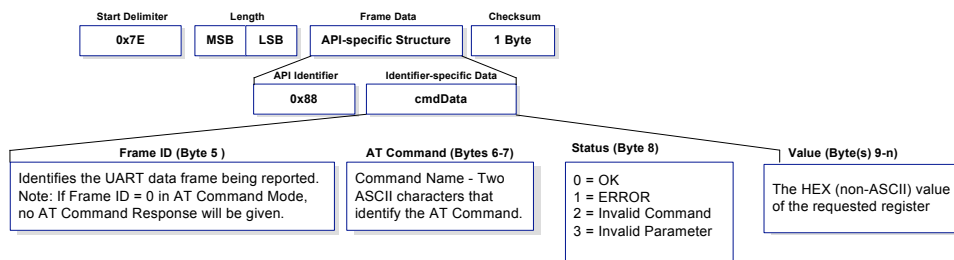 Start Delimiter
Length
Frame Data
Checksum
0x7E
MSB
LSB
API-specific Structure
1 Byte
API Identifier
Identifier-specific Data
0x88
cmdData
Frame ID (Byte 5 )
Identifies the UART data frame being reported.
Note: If Frame ID = 0 in AT Command Mode,
no AT Command Response will be given.
AT Command (Bytes 6-7)
Command Name - Two
ASCII characters that
identify the AT Command.
Status (Byte 8)
0 = OK
1 = ERROR
2 = Invalid Command
3 = Invalid Parameter
Value (Byte(s) 9-n)
The HEX (non-ASCII) value
of the requested register